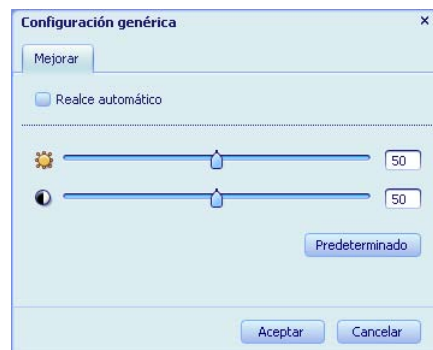 Configuración genérica
Mejorar
Realce automático
50
50
Predeterminado
Aceptar
Cancelar